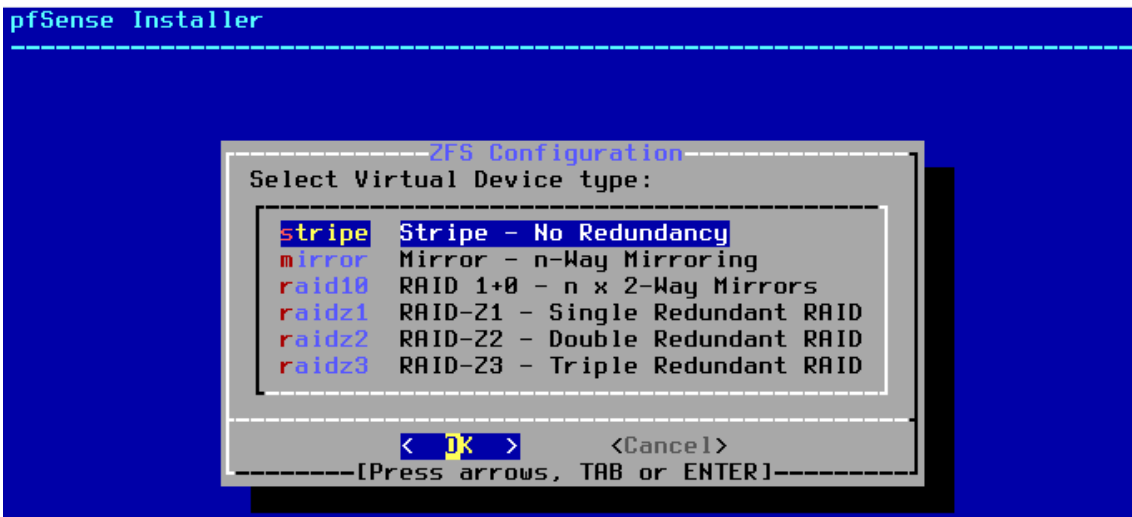 pfSense Installer
ZFS Configuration
Select Virtual Device type:
stripe Stripe - No Redundancy
mirror Mirror - n-Way Mirroring
raid10 RAID 1+0 - n x 2-Way Mirrors
raidz1 RAID-Z1 - Single Redundant RAID
raidz2 RAID-Z2 - Double Redundant RAID
raidz3 RAID-Z3 - Triple Redundant RAID
< OK > <Cancel>
[Press arrows, TAB or ENTER]